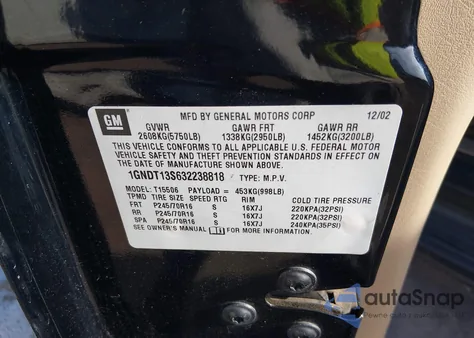 GM
MFD BY GENERAL MOTORS CORP 12/02
GVWR GAWR FRT GAWR RR
2608KG(5750LB) 1338KG(2950LB) 1452KG(3200LB)
THIS VEHICLE CONFORMS TO ALL APPLICABLE U.S. FEDERAL MOTOR
VEHICLE SAFETY AND THEFT PREVENTION STANDARDS IN EFFECT
ON THE DATE OF MANUFACTURE SHOWN ABOVE.
1GNDT13S632238818 TYPE: M.P.V.
MODEL: T15506 PAYLOAD = 453KG(998LB)
TPMD TIRE SIZE SPEED RTG RIM COLD TIRE PRESSURE
FRT P245/70R16 S 16X7J 220KPA(32PSI)
RR P245/70R16 S 16X7J 220KPA(32PSI)
SPA P245/70R16 S 16X7J 240KPA(35PSI)
SEE OWNER'S MANUAL FOR MORE INFORMATION
autoSnap